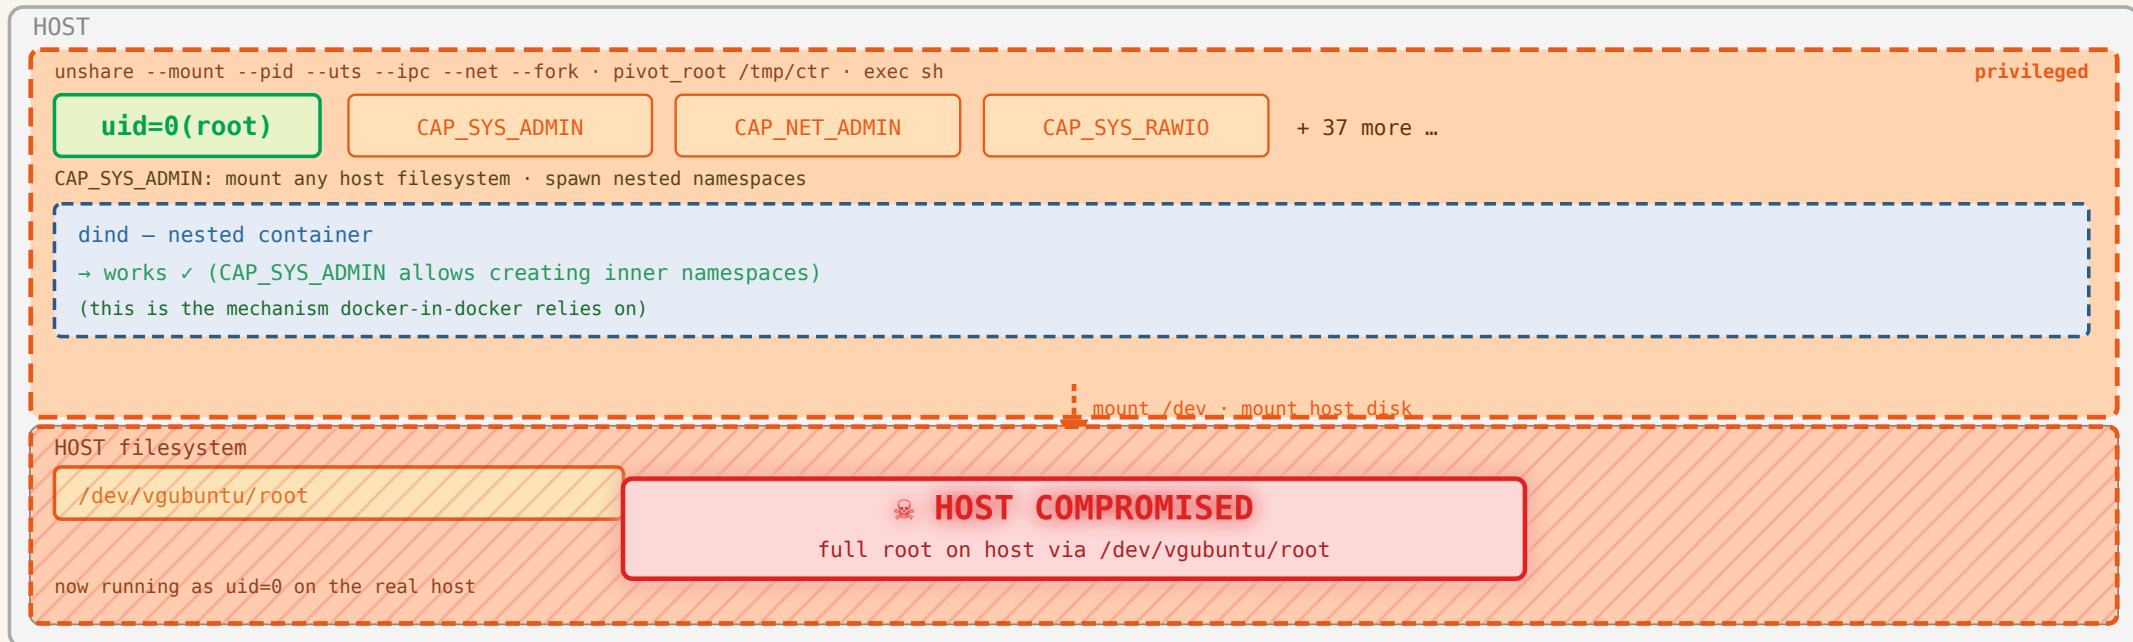 HOST
unshare --mount --pid --uts --ipc --net --fork · pivot_root /tmp/ctr · exec sh
privileged
uid=0(root)
CAP_SYS_ADMIN
CAP_NET_ADMIN
CAP_SYS_RAWIO
+ 37 more …
CAP_SYS_ADMIN: mount any host filesystem · spawn nested namespaces
dind — nested container
→ works ✓ (CAP_SYS_ADMIN allows creating inner namespaces)
(this is the mechanism docker-in-docker relies on)
mount /dev · mount host disk
HOST filesystem
/dev/vgubuntu/root
☠ HOST COMPROMISED
full root on host via /dev/vgubuntu/root
now running as uid=0 on the real host